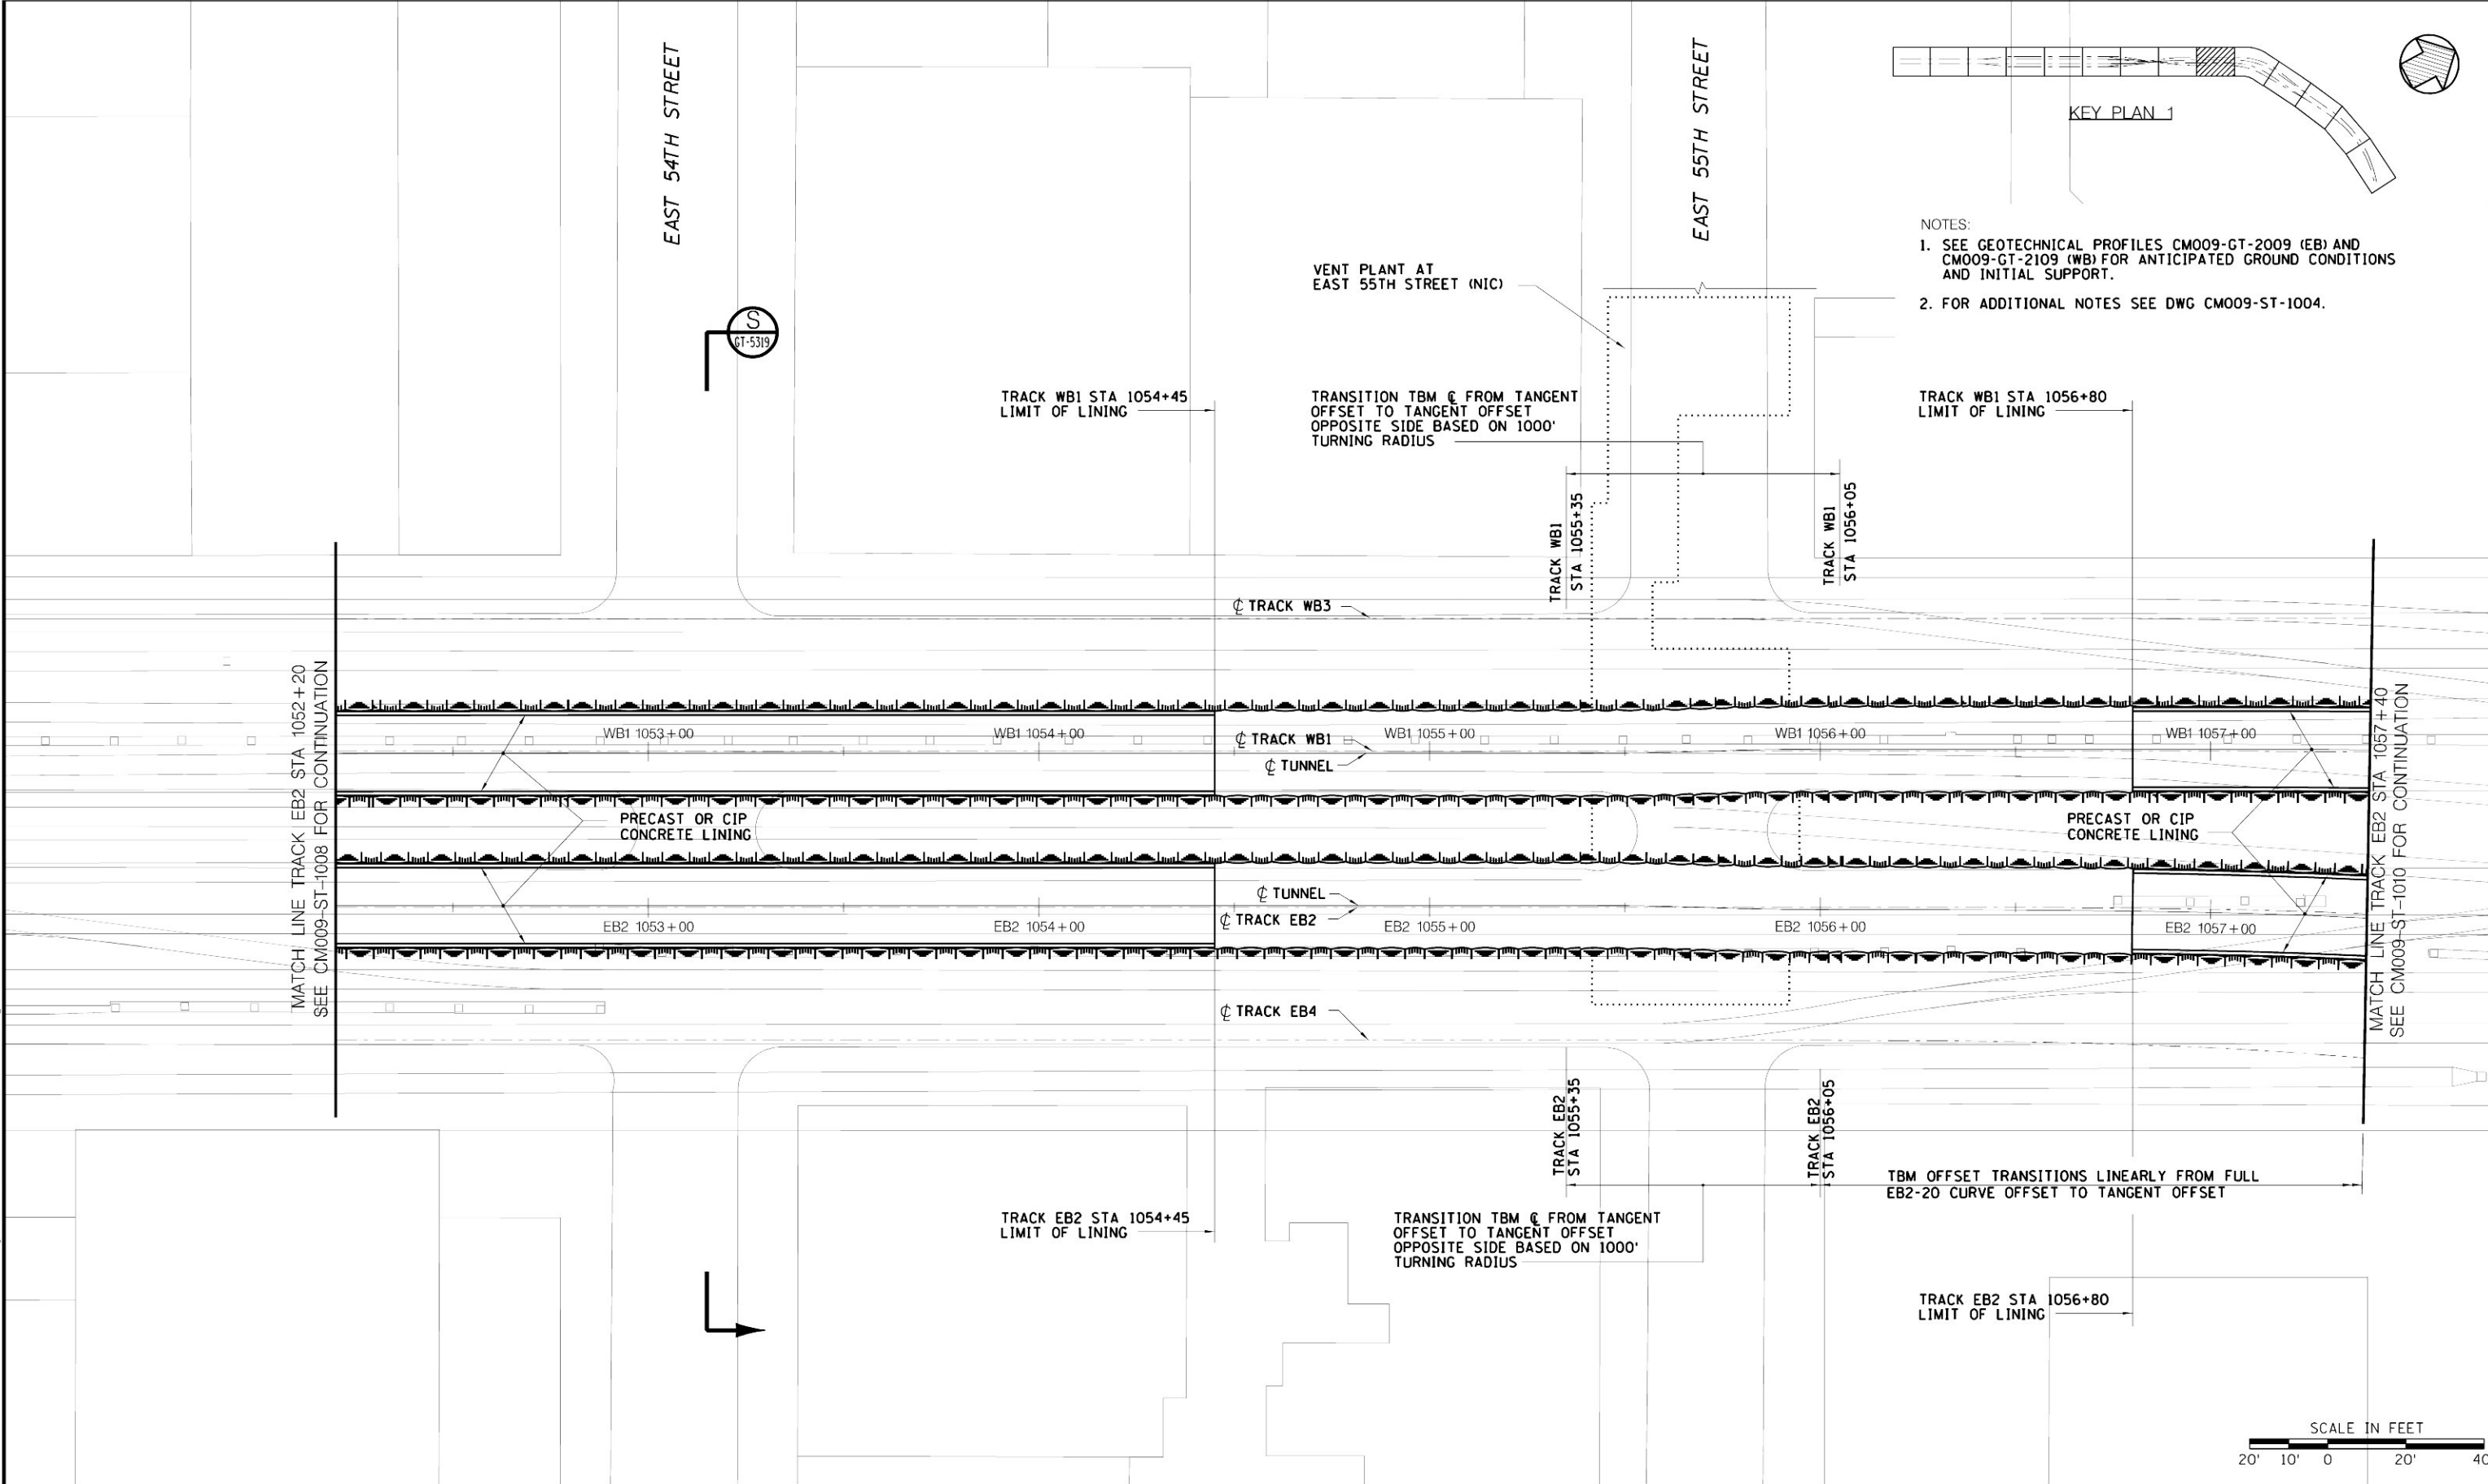 EAST 54TH STREET
EAST 55TH STREET
KEY PLAN 1
NOTES:
1. SEE GEOTECHNICAL PROFILES CM009-GT-2009 (EB) AND
CM009-GT-2109 (WB) FOR ANTICIPATED GROUND CONDITIONS
AND INITIAL SUPPORT.
2. FOR ADDITIONAL NOTES SEE DWG CM009-ST-1004.
VENT PLANT AT
EAST 55TH STREET (NIC)
S
GT-5319
TRACK WB1 STA 1054+45
LIMIT OF LINING
TRANSITION TBM ℄ FROM TANGENT
OFFSET TO TANGENT OFFSET
OPPOSITE SIDE BASED ON 1000'
TURNING RADIUS
TRACK WB1 STA 1056+80
LIMIT OF LINING
TRACK WB1
STA 1055+35
TRACK WB1
STA 1056+05
℄ TRACK WB3
MATCH LINE TRACK EB2 STA 1052+20
SEE CM009-ST-1008 FOR CONTINUATION
WB1 1053+00
WB1 1054+00
℄ TRACK WB1
WB1 1055+00
WB1 1056+00
WB1 1057+00
℄ TUNNEL
PRECAST OR CIP
CONCRETE LINING
PRECAST OR CIP
CONCRETE LINING
℄ TUNNEL
℄ TRACK EB2
EB2 1053+00
EB2 1054+00
EB2 1055+00
EB2 1056+00
EB2 1057+00
MATCH LINE TRACK EB2 STA 1057+40
SEE CM009-ST-1010 FOR CONTINUATION
℄ TRACK EB4
TRACK EB2
STA 1055+35
TRACK EB2
STA 1056+05
TBM OFFSET TRANSITIONS LINEARLY FROM FULL
EB2-20 CURVE OFFSET TO TANGENT OFFSET
TRACK EB2 STA 1054+45
LIMIT OF LINING
TRANSITION TBM ℄ FROM TANGENT
OFFSET TO TANGENT OFFSET
OPPOSITE SIDE BASED ON 1000'
TURNING RADIUS
TRACK EB2 STA 1056+80
LIMIT OF LINING
SCALE IN FEET
20' 10' 0 20' 40